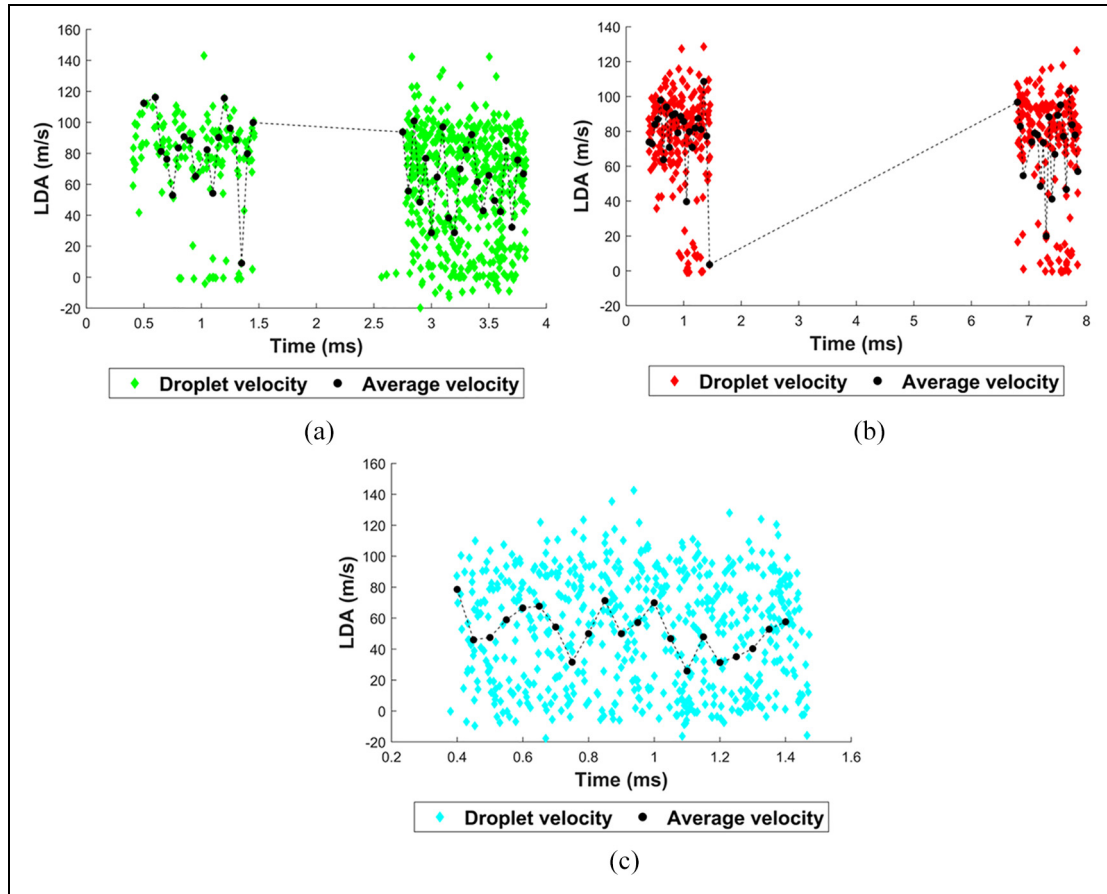 160
140
120
100
80
60
40
20
0
-20
LDA (m/s)
0 0.5 1 1.5 2 2.5 3 3.5 4
Time (ms)
Droplet velocity Average velocity
(a)
140
120
100
80
60
40
20
0
-20
LDA (m/s)
0 1 2 3 4 5 6 7 8
Time (ms)
Droplet velocity Average velocity
(b)
160
140
120
100
80
60
40
20
0
-20
LDA (m/s)
0.2 0.4 0.6 0.8 1 1.2 1.4 1.6
Time (ms)
Droplet velocity Average velocity
(c)